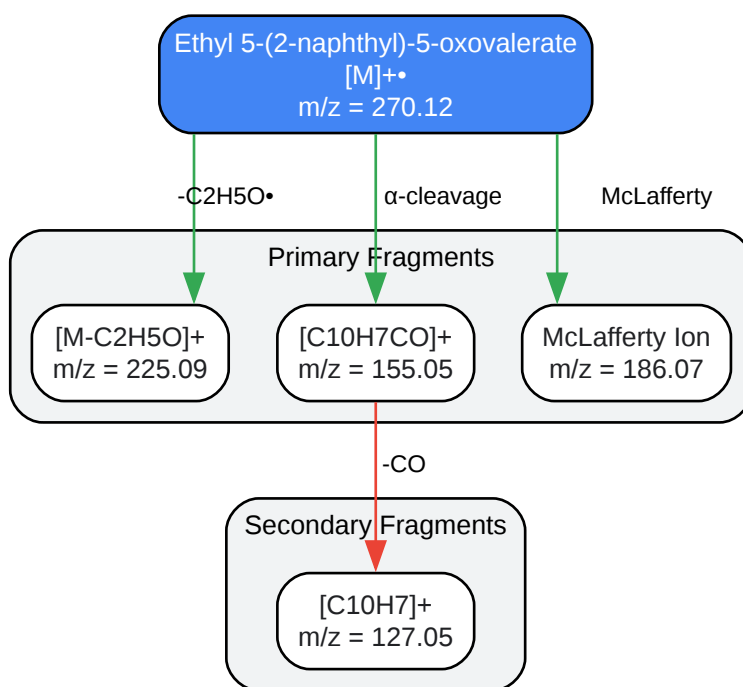 Ethyl 5-(2-naphthyl)-5-oxovalerate
[M]+•
m/z = 270.12
-C2H5O•
α-cleavage
McLafferty
Primary Fragments
[M-C2H5O]+
m/z = 225.09
[C10H7CO]+
m/z = 155.05
McLafferty Ion
m/z = 186.07
-CO
Secondary Fragments
[C10H7]+
m/z = 127.05